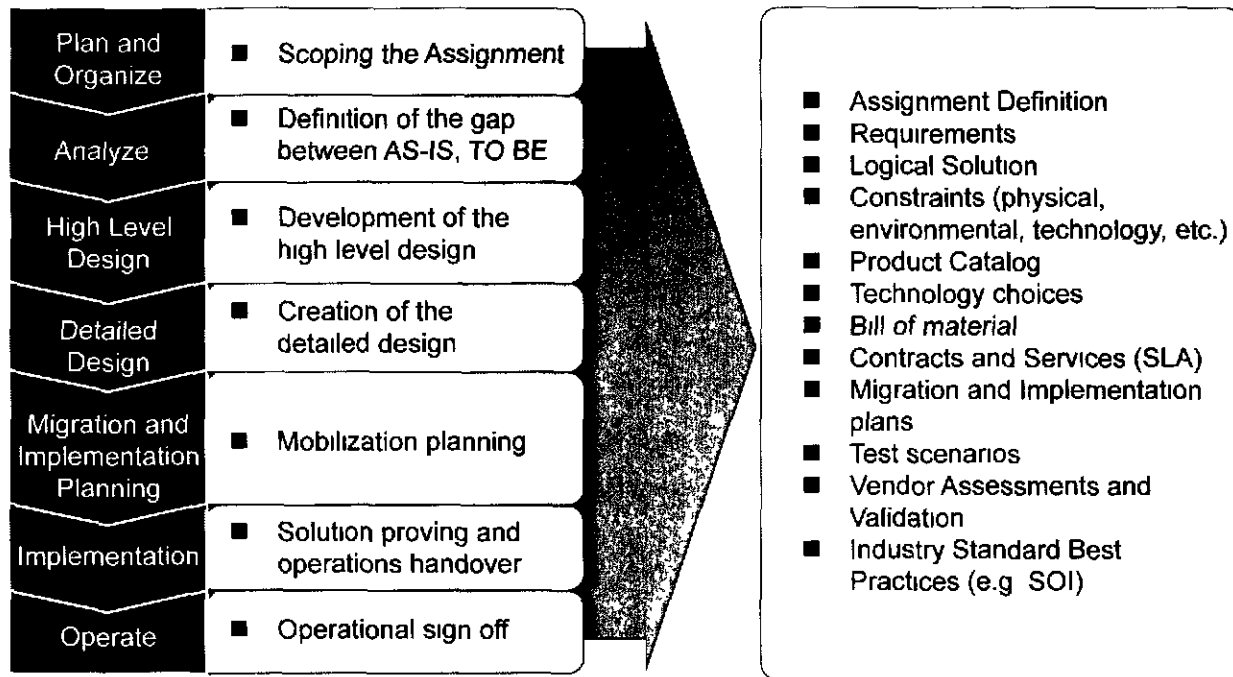 Plan and
Organize
■ Scoping the Assignment
Analyze
■ Definition of the gap
between AS-IS, TO BE
High Level
Design
■ Development of the
high level design
Detailed
Design
■ Creation of the
detailed design
Migration and
Implementation
Planning
■ Mobilization planning
Implementation
■ Solution proving and
operations handover
Operate
■ Operational sign off
■ Assignment Definition
■ Requirements
■ Logical Solution
■ Constraints (physical,
environmental, technology, etc.)
■ Product Catalog
■ Technology choices
■ Bill of material
■ Contracts and Services (SLA)
■ Migration and Implementation
plans
■ Test scenarios
■ Vendor Assessments and
Validation
■ Industry Standard Best
Practices (e.g SOI)